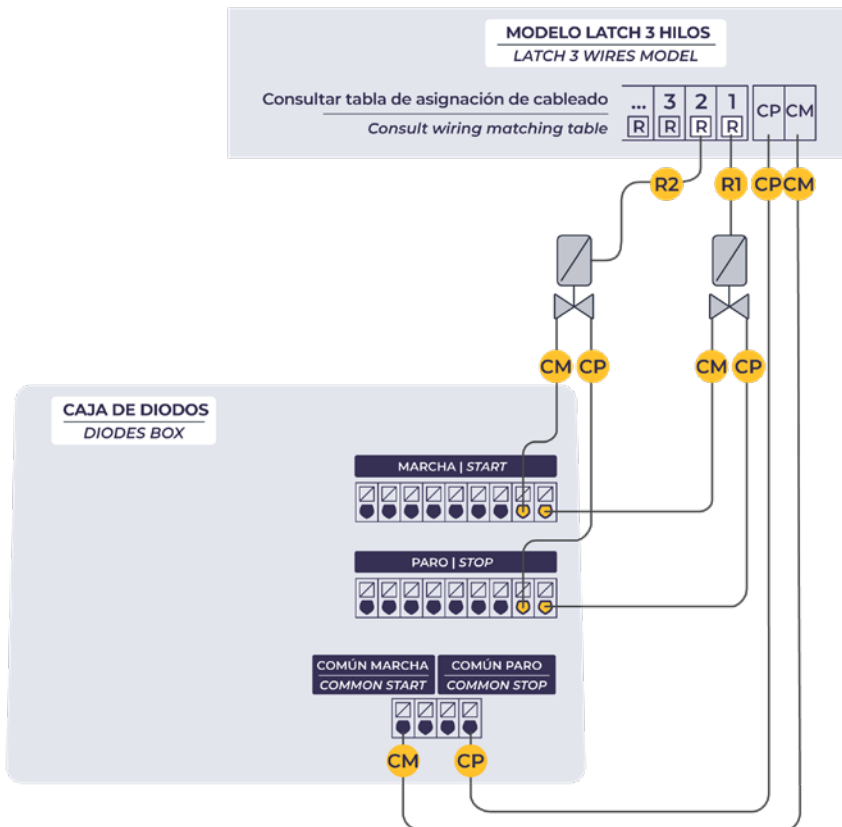 MODELO LATCH 3 HILOS
LATCH 3 WIRES MODEL
Consultar tabla de asignación de cableado
Consult wiring matching table
... 3 2 1 CP CM
R R R R
R2 R1 CP CM
CM CP CM CP
CAJA DE DIODOS
DIODES BOX
MARCHA | START
PARO | STOP
COMÚN MARCHA
COMMON START
COMÚN PARO
COMMON STOP
CM CP